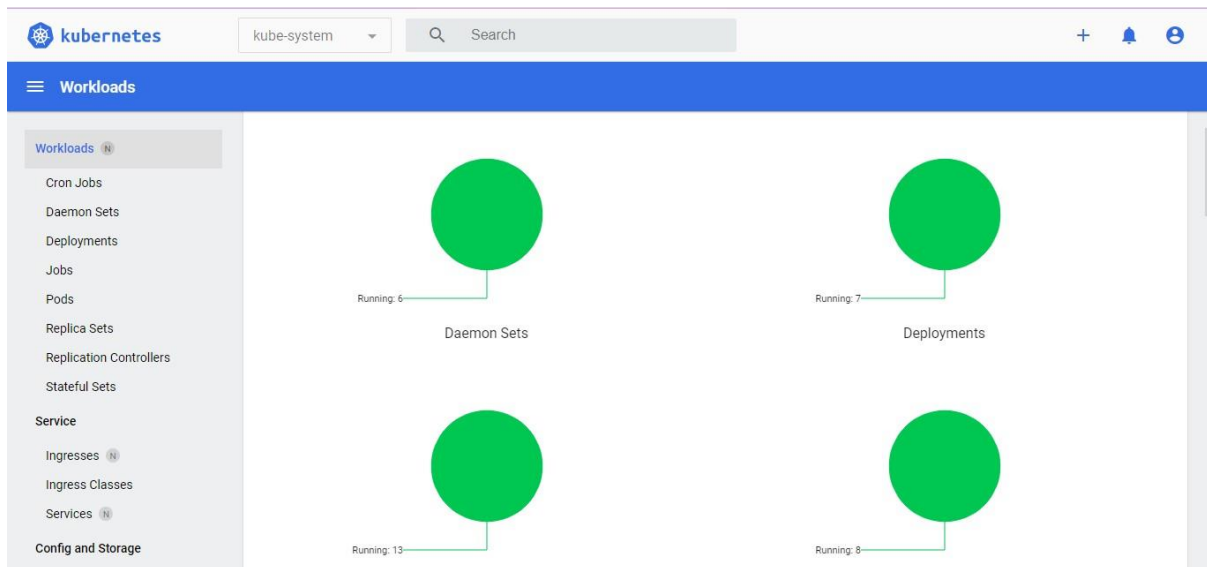 kubernetes
kube-system
Search
Workloads
Workloads N
Cron Jobs
Daemon Sets
Deployments
Jobs
Pods
Replica Sets
Replication Controllers
Stateful Sets
Service
Ingresses N
Ingress Classes
Services N
Config and Storage
Running: 6
Daemon Sets
Running: 7
Deployments
Running: 13
Running: 8